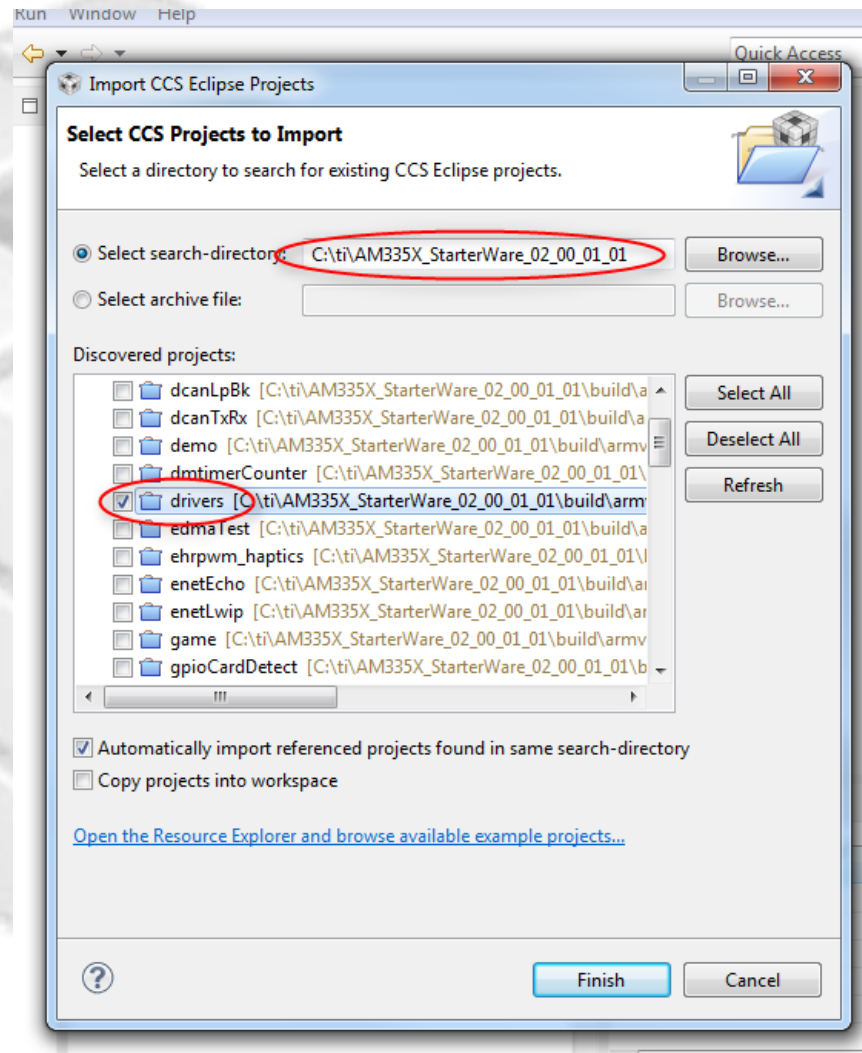 Run Window Help
Quick Access
Import CCS Eclipse Projects
Select CCS Projects to Import
Select a directory to search for existing CCS Eclipse projects.
Select search-directory: C:\ti\AM335X_StarterWare_02_00_01_01 Browse...
Select archive file: Browse...
Discovered projects:
dcanLpBk [C:\ti\AM335X_StarterWare_02_00_01_01\build\a
Select All
dcanTxRx [C:\ti\AM335X_StarterWare_02_00_01_01\build\a
demo [C:\ti\AM335X_StarterWare_02_00_01_01\build\armv
Deselect All
dmtimerCounter [C:\ti\AM335X_StarterWare_02_00_01_01\
Refresh
drivers [C:\ti\AM335X_StarterWare_02_00_01_01\build\arm
edmaTest [C:\ti\AM335X_StarterWare_02_00_01_01\build\a
ehrpwm_haptics [C:\ti\AM335X_StarterWare_02_00_01_01\
enetEcho [C:\ti\AM335X_StarterWare_02_00_01_01\build\ar
enetLwip [C:\ti\AM335X_StarterWare_02_00_01_01\build\ar
game [C:\ti\AM335X_StarterWare_02_00_01_01\build\armv
gpioCardDetect [C:\ti\AM335X_StarterWare_02_00_01_01\b
Automatically import referenced projects found in same search-directory
Copy projects into workspace
Open the Resource Explorer and browse available example projects...
Finish Cancel